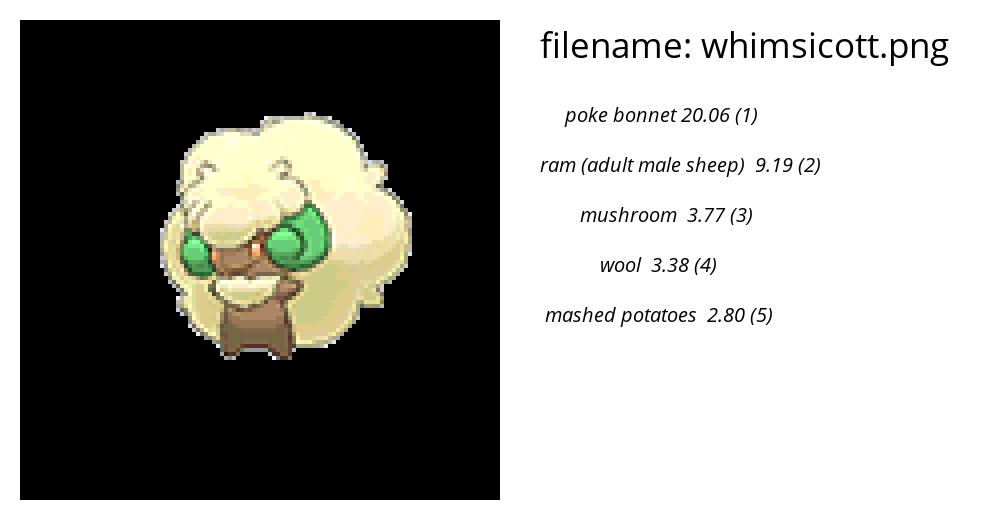 filename: whimsicott.png
poke bonnet 20.06 (1)
ram (adult male sheep)  9.19 (2)
mushroom  3.77 (3)
wool  3.38 (4)
mashed potatoes  2.80 (5)